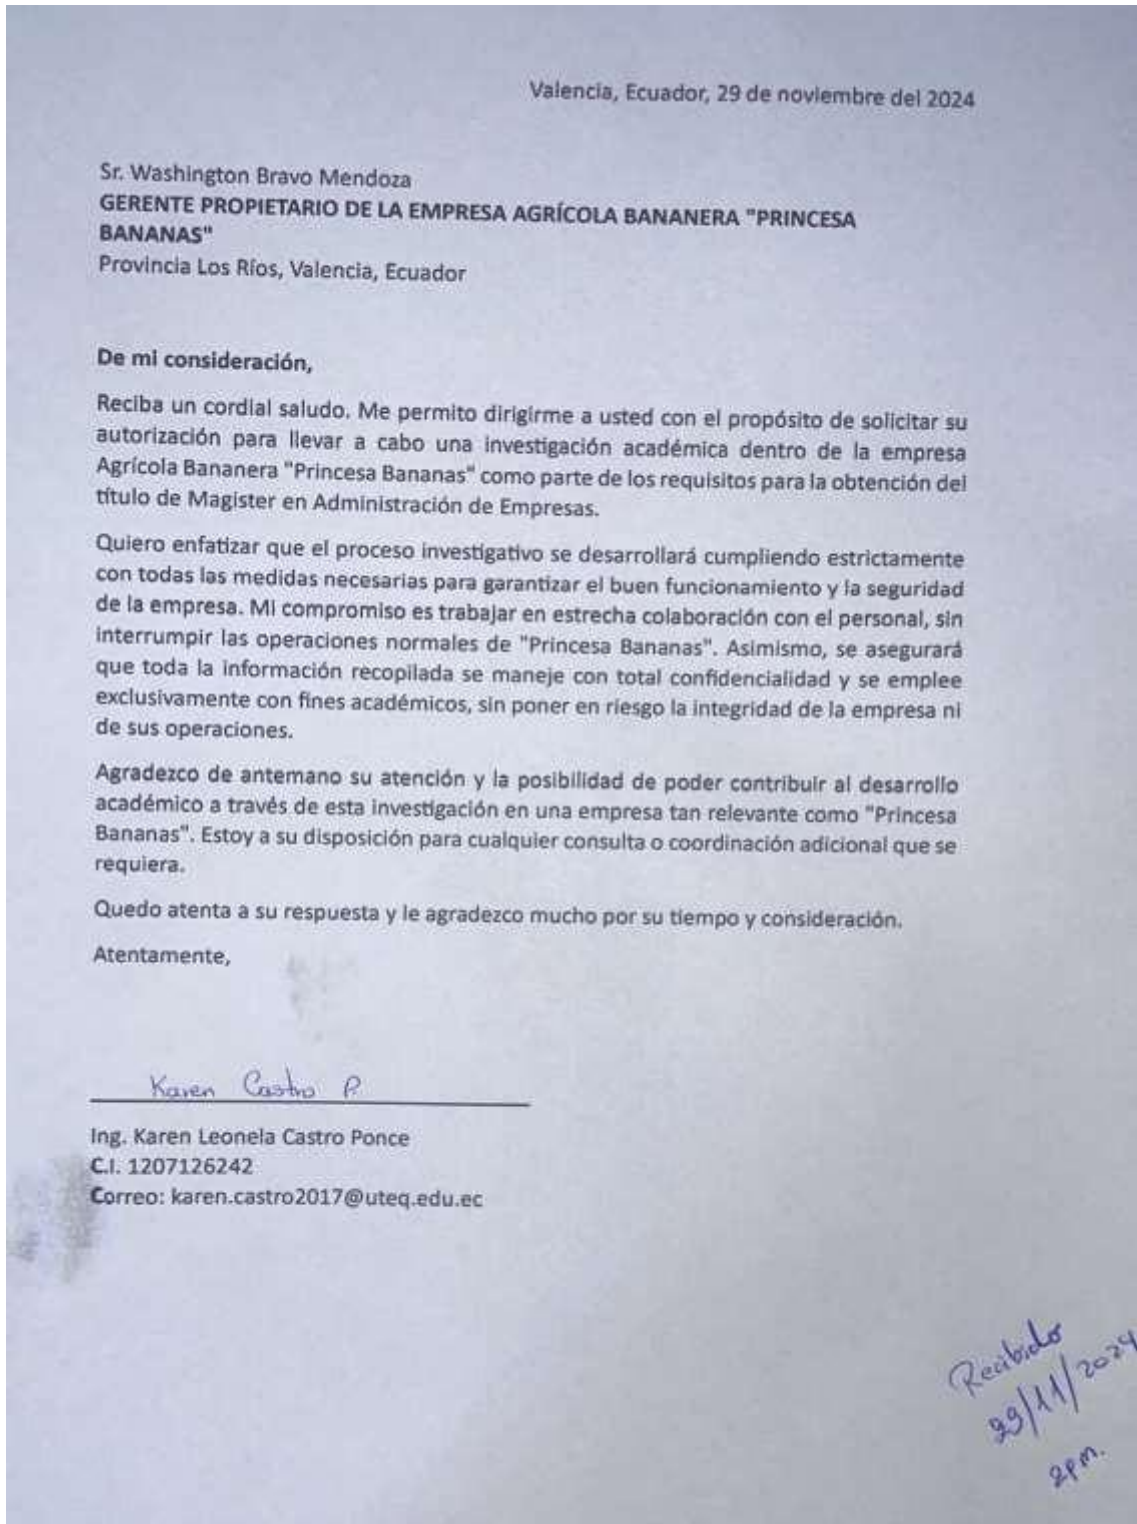 Valencia, Ecuador, 29 de noviembre del 2024
Sr. Washington Bravo Mendoza
GERENTE PROPIETARIO DE LA EMPRESA AGRÍCOLA BANANERA "PRINCESA
BANANAS"
Provincia Los Ríos, Valencia, Ecuador
De mi consideración,
Reciba un cordial saludo. Me permito dirigirme a usted con el propósito de solicitar su
autorización para llevar a cabo una investigación académica dentro de la empresa
Agrícola Bananera "Princesa Bananas" como parte de los requisitos para la obtención del
título de Magister en Administración de Empresas.
Quiero enfatizar que el proceso investigativo se desarrollará cumpliendo estrictamente
con todas las medidas necesarias para garantizar el buen funcionamiento y la seguridad
de la empresa. Mi compromiso es trabajar en estrecha colaboración con el personal, sin
interrumpir las operaciones normales de "Princesa Bananas". Asimismo, se asegurará
que toda la información recopilada se maneje con total confidencialidad y se emplee
exclusivamente con fines académicos, sin poner en riesgo la integridad de la empresa ni
de sus operaciones.
Agradezco de antemano su atención y la posibilidad de poder contribuir al desarrollo
académico a través de esta investigación en una empresa tan relevante como "Princesa
Bananas". Estoy a su disposición para cualquier consulta o coordinación adicional que se
requiera.
Quedo atenta a su respuesta y le agradezco mucho por su tiempo y consideración.
Atentamente,
Karen Castro P.
Ing. Karen Leonela Castro Ponce
C.I. 1207126242
Correo: karen.castro2017@uteq.edu.ec
Recibido
29/11/2024
2pm.